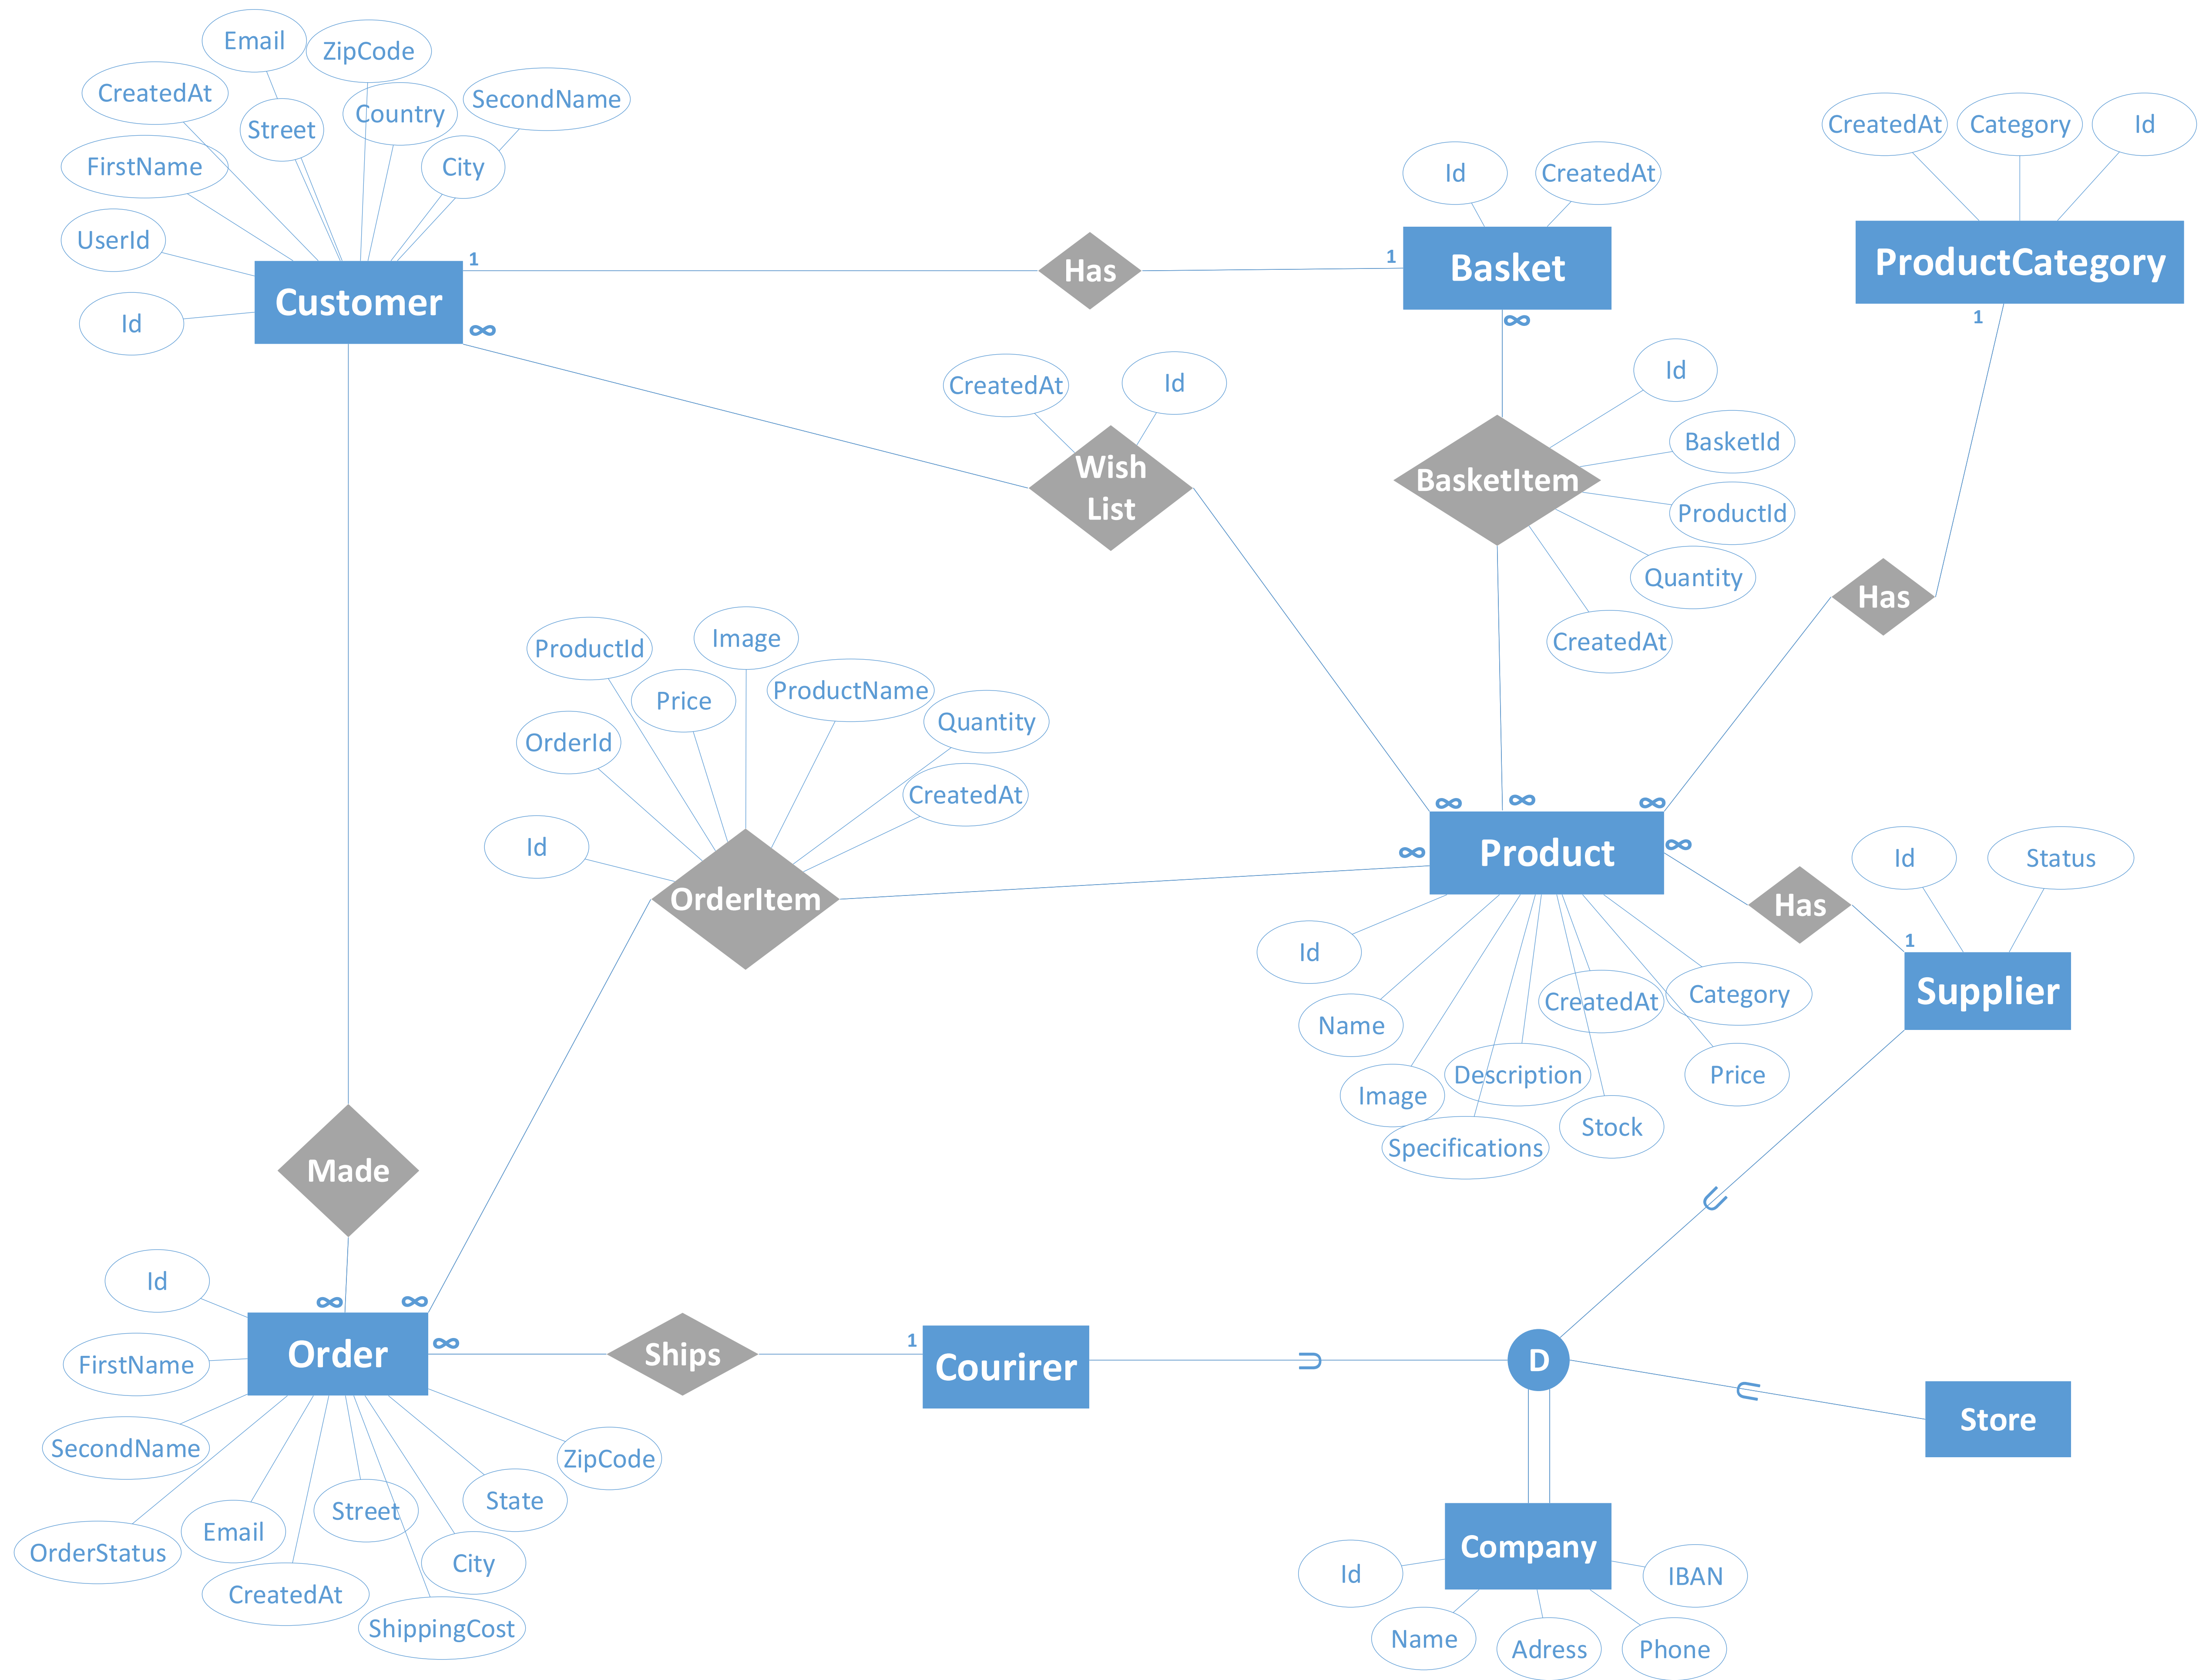 Email
ZipCode
CreatedAt
Street
Country
SecondName
FirstName
City
UserId
Id
Customer
1
∞
Has
1
Id
CreatedAt
Basket
∞
CreatedAt
Category
Id
ProductCategory
1
CreatedAt
Id
Wish
List
Id
BasketId
BasketItem
ProductId
Quantity
CreatedAt
Has
ProductId
Image
Price
ProductName
OrderId
Quantity
CreatedAt
Id
OrderItem
∞
∞
∞
∞
∞
Product
Has
Id
Status
1
Supplier
Id
Name
Image
Specifications
Description
CreatedAt
Stock
Category
Price
Made
∞
∞
∞
Id
Order
FirstName
SecondName
OrderStatus
Email
CreatedAt
Street
ShippingCost
City
State
ZipCode
Ships
1
Courirer
D
Store
Company
Id
Name
Adress
Phone
IBAN